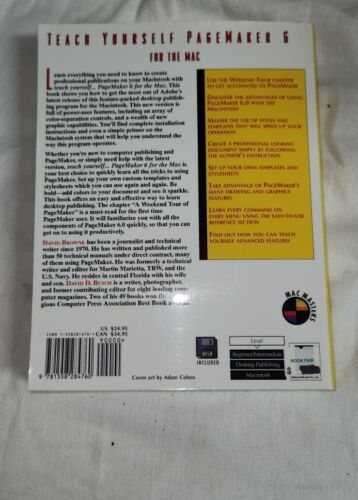 TEACH YOURSELF PAGEMAKER 6
FOR THE MAC
Learn everything you need to know to create
professional publications on your Macintosh with
teach yourself... PageMaker 6 for the Mac. This
book shows you how to get the most out of Adobe's
latest release of this feature-packed desktop publish-
ing program for the Macintosh. This new version is
full of power-user features, including an array of
color-separation controls, and a wealth of new
graphic capabilities. You'll find complete installation
instructions and even a simple primer on the
Macintosh system that will help you understand the
way this program operates.
Whether you're new to computer publishing and
PageMaker, or simply need help with the latest
version, teach yourself... PageMaker 6 for the Mac is
your best choice to quickly learn all the tricks to using
PageMaker. Set up your own custom templates and
stylesheets which you can use again and again. Be
bold—add colors to your document and see it sparkle.
This book offers an easy and effective way to learn
desktop publishing. The chapter "A Weekend Tour of
PageMaker" is a must-read for the first time
PageMaker user. It will familiarize you with all the
components of PageMaker 6.0 quickly, so that you can
get on to using it productively.
DAVID BROWNE has been a journalist and technical
writer since 1970. He has written and published more
than 50 technical manuals under direct contract, many
of them using PageMaker. He was formerly a technical
writer and editor for Martin Marietta, TRW, and the
U.S. Navy. He resides in central Florida with his wife
and son. DAVID D. BUSCH is a writer, photographer,
and former contributing editor for eight leading com-
puter magazines. Two of his 49 books won the
gious Computer Press Association Best Book
USE THE WEEKEND TOUR CHAPTER
TO GET ACCLIMATED TO PAGEMAKER
DISCOVER THE ADVANTAGES OF USING
PAGEMAKER 6.0 WITH THE
MACINTOSH
MASTER THE USE OF STYLES AND
TEMPLATES THAT WILL SPEED UP YOUR
OPERATION
CREATE A PROFESSIONAL LOOKING
DOCUMENT SIMPLY BY FOLLOWING
THE AUTHOR'S INSTRUCTION
SET UP YOUR OWN TEMPLATES AND
STYLESHEETS
TAKE ADVANTAGE OF PAGEMAKER'S
MANY DRAWING AND GRAPHICS
FEATURES
LEARN EVERY COMMAND ON
EVERY MENU USING THE EASY-TO-USE
REFERENCE SECTION
FIND OUT HOW YOU CAN TEACH
YOURSELF ADVANCED FEATURES
MAC MASTERS
US $24.95
CAN $34.95
ISBN 1-55828-476-1
90000>
9 781558 284760
DISK
INCLUDED
Level
Beginner/Intermediate
Desktop Publishing
Macintosh
BOOK FAIR
$
Cover art by Adam Cohen